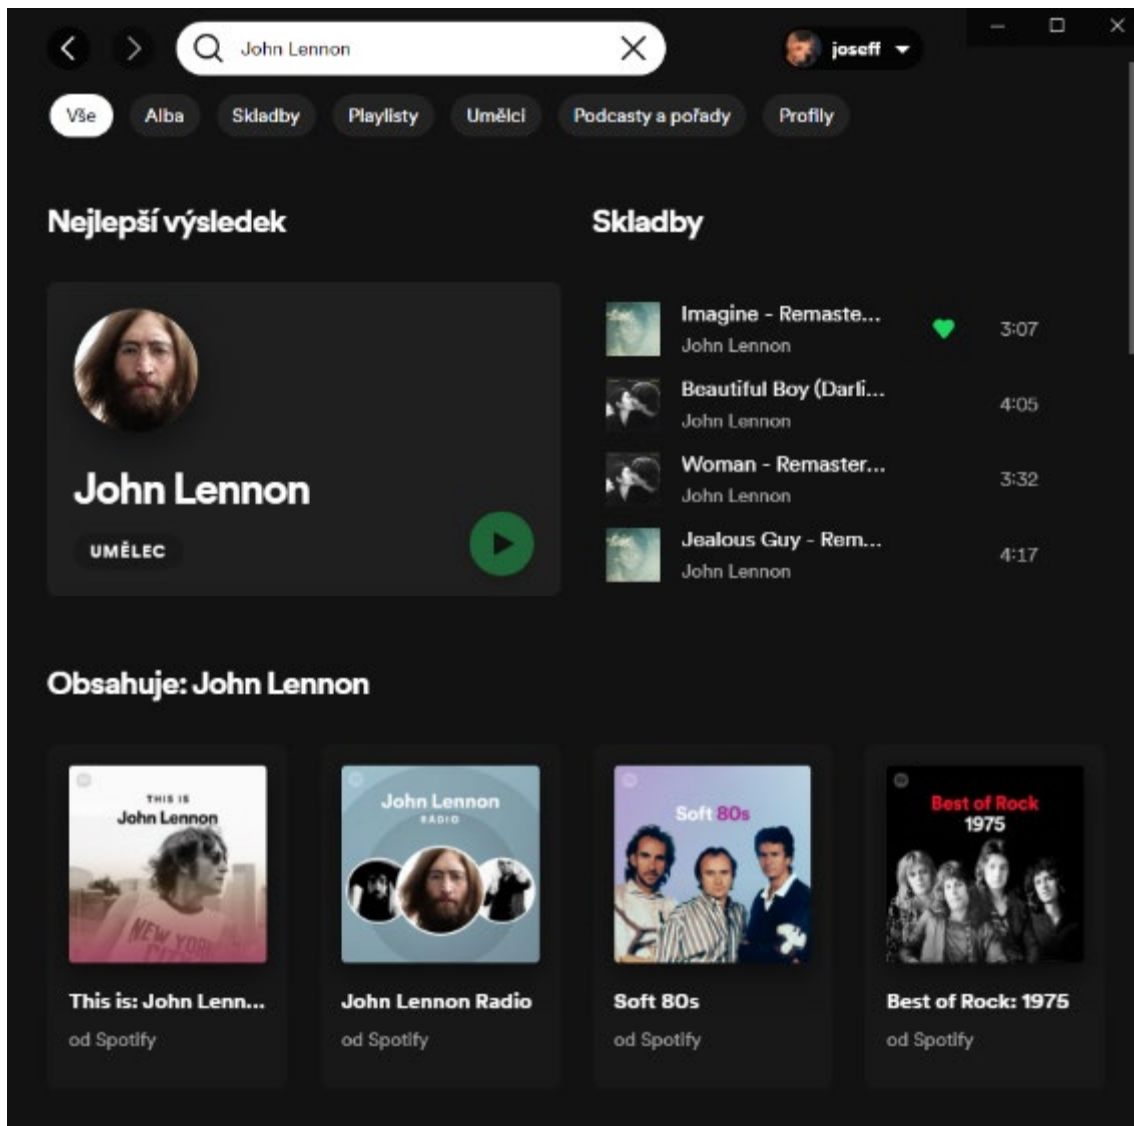 John Lennon
joseff
Vše
Alba
Skladby
Playlisty
Umělci
Podcasty a pořady
Profily
Nejlepší výsledek
John Lennon
UMĚLEC
Skladby
Imagine - Remaste...
John Lennon
3:07
Beautiful Boy (Darli...
John Lennon
4:05
Woman - Remaster...
John Lennon
3:32
Jealous Guy - Rem...
John Lennon
4:17
Obsahuje: John Lennon
THIS IS
John Lennon
NEW YORK
CITY
This is: John Lenn...
od Spotify
John Lennon
RADIO
John Lennon Radio
od Spotify
Soft 80s
Soft 80s
od Spotify
Best of Rock
1975
Best of Rock: 1975
od Spotify